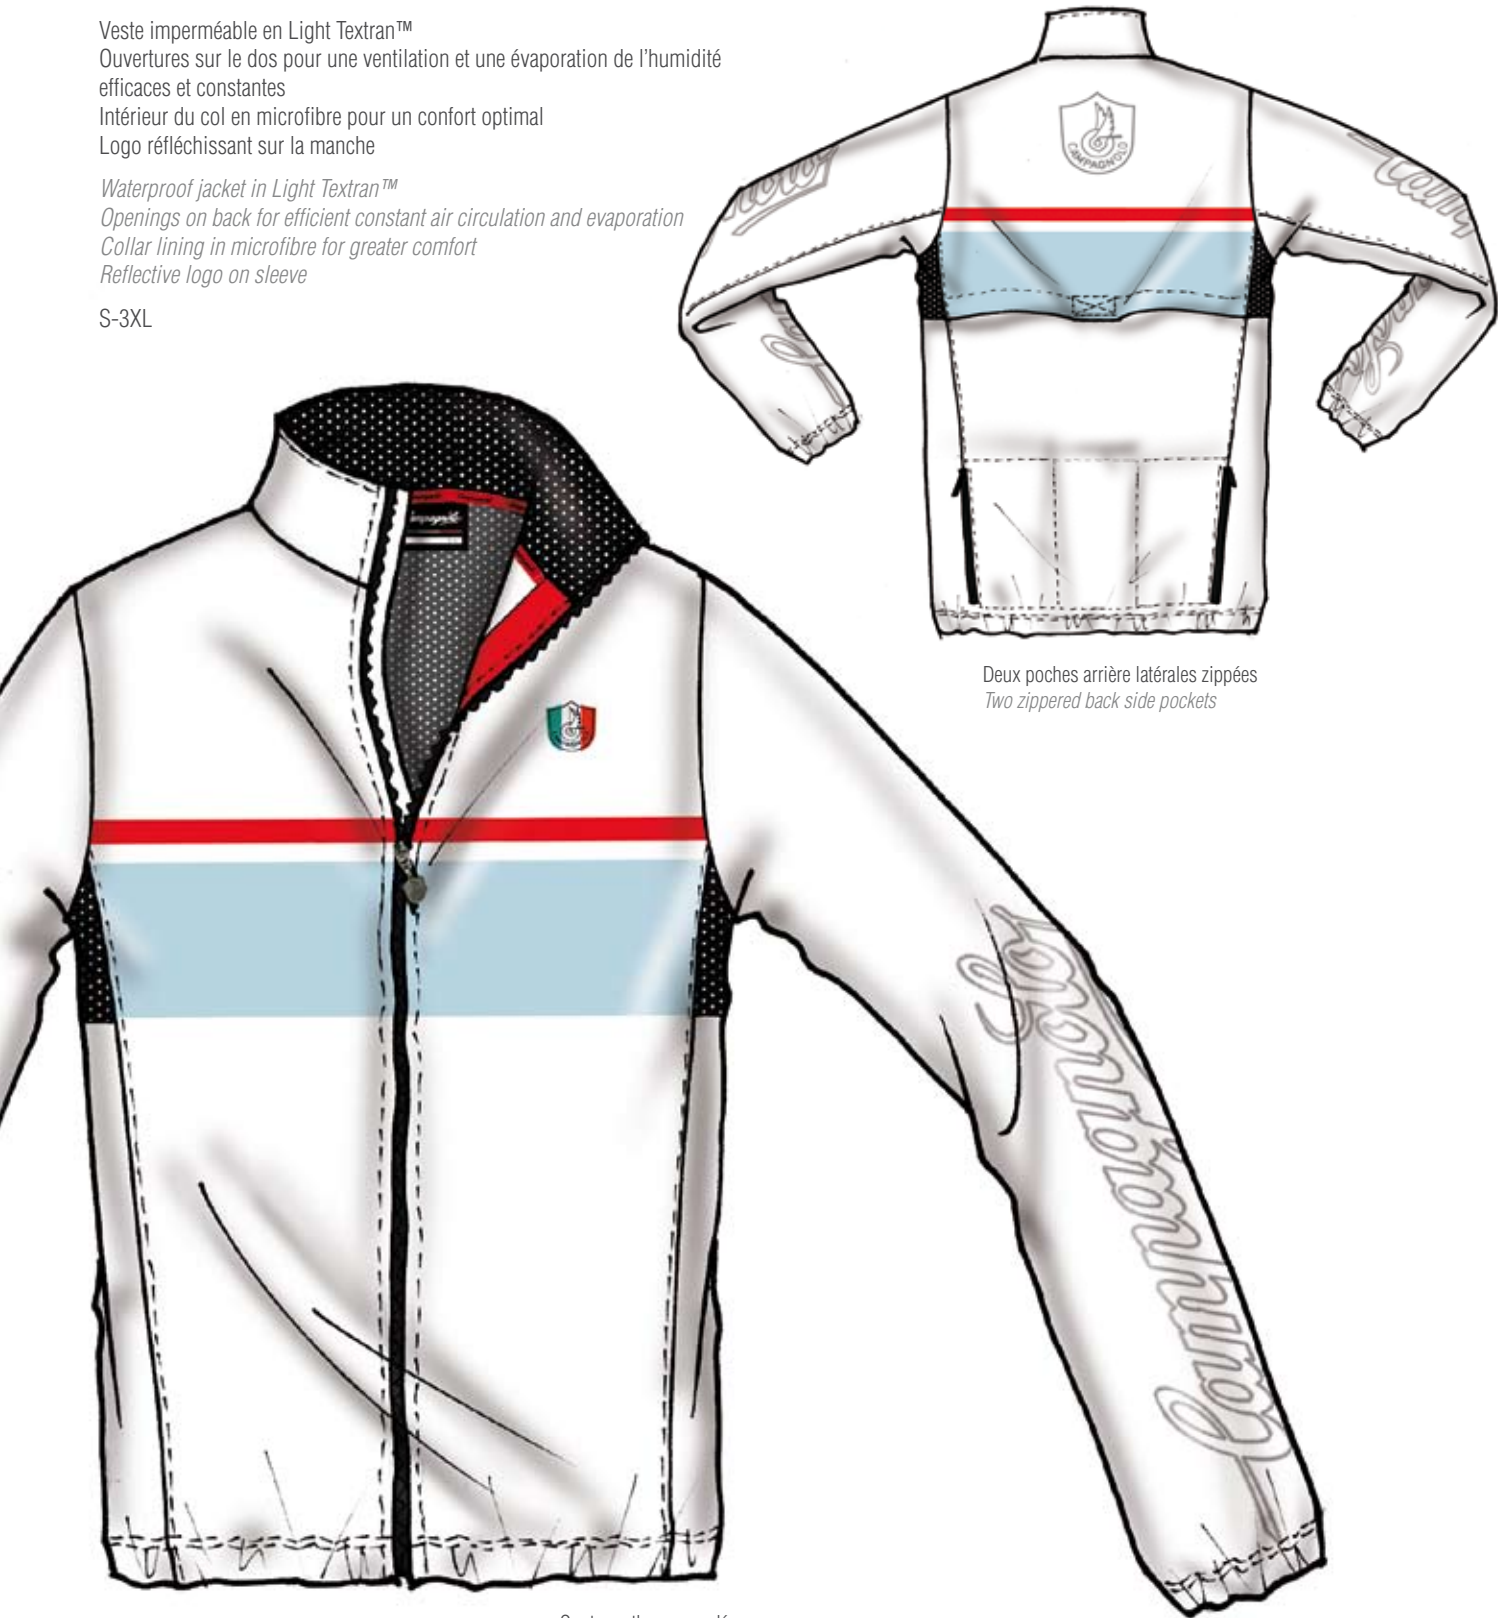 Veste imperméable en Light Textran™
Ouvertures sur le dos pour une ventilation et une évaporation de l'humidité
efficaces et constantes
Intérieur du col en microfibre pour un confort optimal
Logo réfléchissant sur la manche
Waterproof jacket in Light Textran™
Openings on back for efficient constant air circulation and evaporation
Collar lining in microfibre for greater comfort
Reflective logo on sleeve
S-3XL
CAMPAGNOLO
Deux poches arrière latérales zippées
Two zippered back side pockets